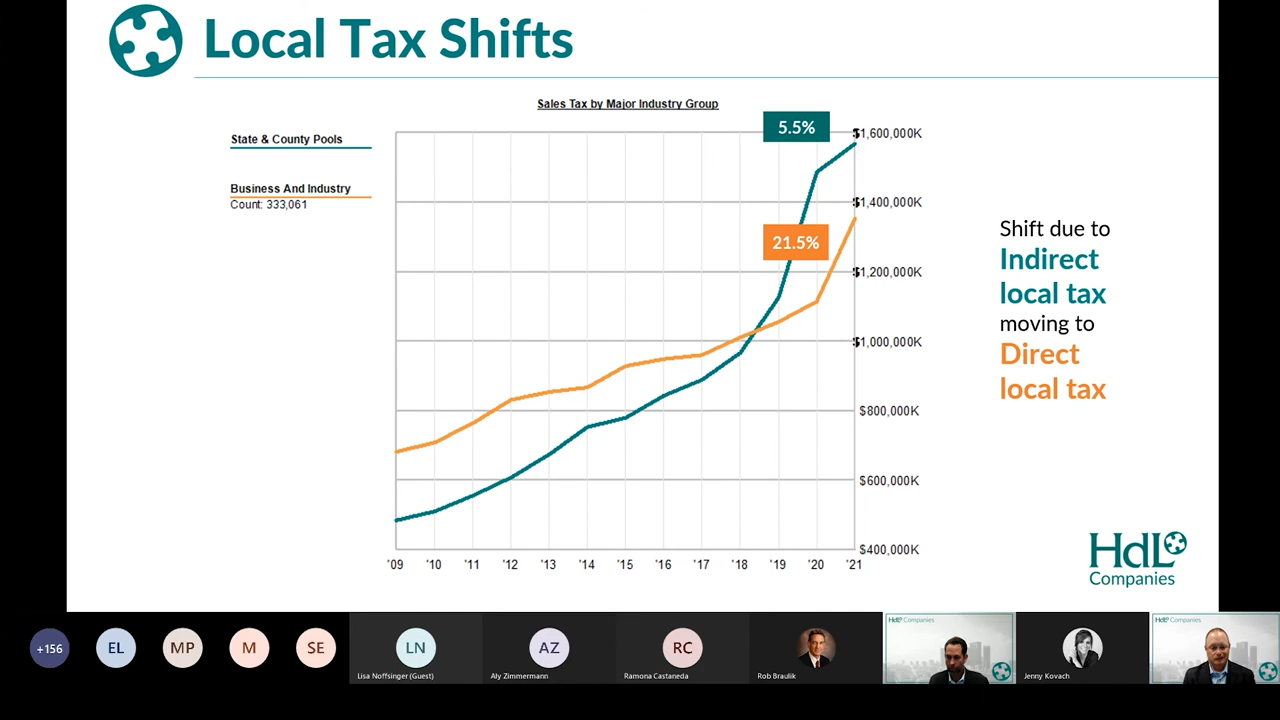 Local Tax Shifts
Sales Tax by Major Industry Group
State & County Pools
Business And Industry
Count: 333,061
5.5%
21.5%
$1,600,000K
$1,400,000K
$1,200,000K
$1,000,000K
$800,000K
$600,000K
$400,000K
'09 '10 '11 '12 '13 '14 '15 '16 '17 '18 '19 '20 '21
Shift due to
Indirect
local tax
moving to
Direct
local tax
HdL
Companies
+156
EL
MP
M
SE
LN
Lisa Noffsinger (Guest)
AZ
Aly Zimmermann
RC
Ramona Castaneda
Rob Braulik
HdL Companies
Jenny Kovach
HdL Companies